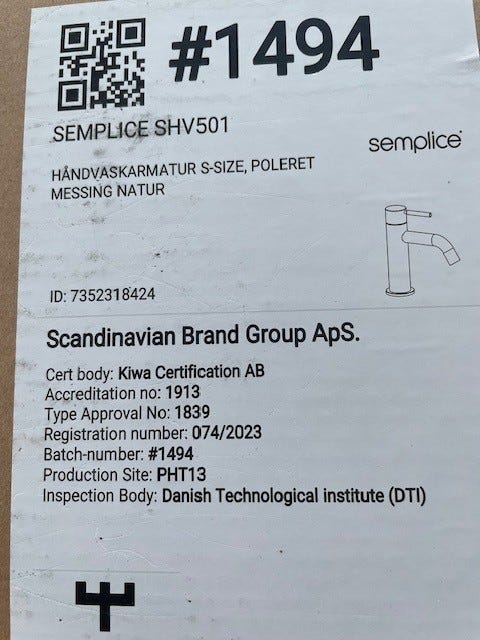 #1494
SEMPLICE SHV501
semplice®
HÅNDVASKARMATUR S-SIZE, POLERET
MESSING NATUR
ID: 7352318424
Scandinavian Brand Group ApS.
Cert body: Kiwa Certification AB
Accreditation no: 1913
Type Approval No: 1839
Registration number: 074/2023
Batch-number: #1494
Production Site: PHT13
Inspection Body: Danish Technological institute (DTI)